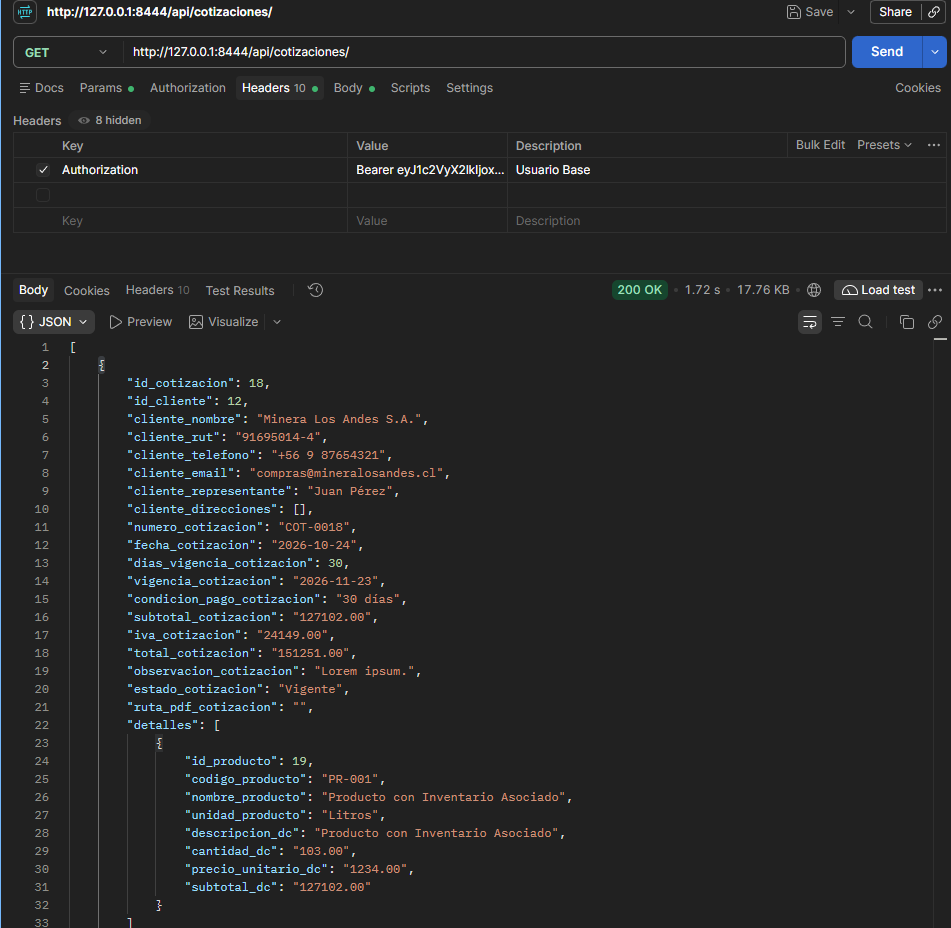 HTTP http://127.0.0.1:8444/api/cotizaciones/ Save Share
GET http://127.0.0.1:8444/api/cotizaciones/ Send
Docs Params Authorization Headers 10 Body Scripts Settings Cookies
Headers 8 hidden
Key Value Description Bulk Edit Presets
Authorization Bearer eyJ1c2VyX2lkIjox... Usuario Base
Key Value Description
Body Cookies Headers 10 Test Results 200 OK 1.72 s 17.76 KB Load test
{} JSON Preview Visualize
1 [
2 {
3 "id_cotizacion": 18,
4 "id_cliente": 12,
5 "cliente_nombre": "Minera Los Andes S.A.",
6 "cliente_rut": "91695014-4",
7 "cliente_telefono": "+56 9 87654321",
8 "cliente_email": "compras@mineralosandes.cl",
9 "cliente_representante": "Juan Pérez",
10 "cliente_direcciones": [],
11 "numero_cotizacion": "COT-0018",
12 "fecha_cotizacion": "2026-10-24",
13 "dias_vigencia_cotizacion": 30,
14 "vigencia_cotizacion": "2026-11-23",
15 "condicion_pago_cotizacion": "30 días",
16 "subtotal_cotizacion": "127102.00",
17 "iva_cotizacion": "24149.00",
18 "total_cotizacion": "151251.00",
19 "observacion_cotizacion": "Lorem ipsum.",
20 "estado_cotizacion": "Vigente",
21 "ruta_pdf_cotizacion": "",
22 "detalles": [
23 {
24 "id_producto": 19,
25 "codigo_producto": "PR-001",
26 "nombre_producto": "Producto con Inventario Asociado",
27 "unidad_producto": "Litros",
28 "descripcion_dc": "Producto con Inventario Asociado",
29 "cantidad_dc": "103.00",
30 "precio_unitario_dc": "1234.00",
31 "subtotal_dc": "127102.00"
32 }
33 ]